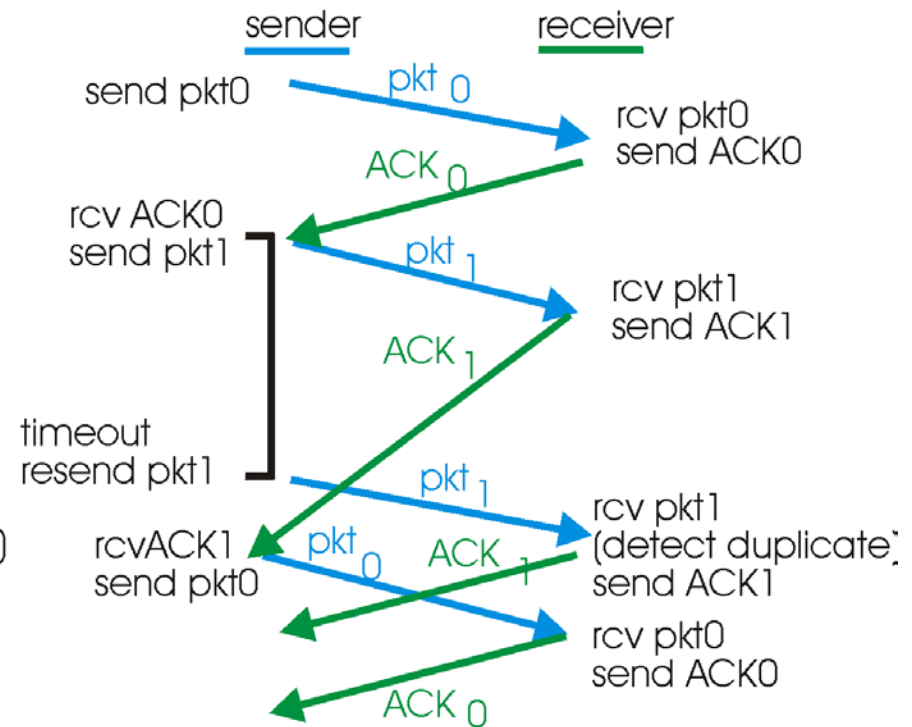 sender
receiver
send pkt0
pkt 0
rcv pkt0
send ACK0
ACK 0
rcv ACK0
send pkt1
pkt 1
rcv pkt1
send ACK1
ACK 1
timeout
resend pkt1
pkt 1
rcv pkt1
(detect duplicate)
send ACK1
rcvACK1
send pkt0
pkt 0
ACK 1
rcv pkt0
send ACK0
ACK 0